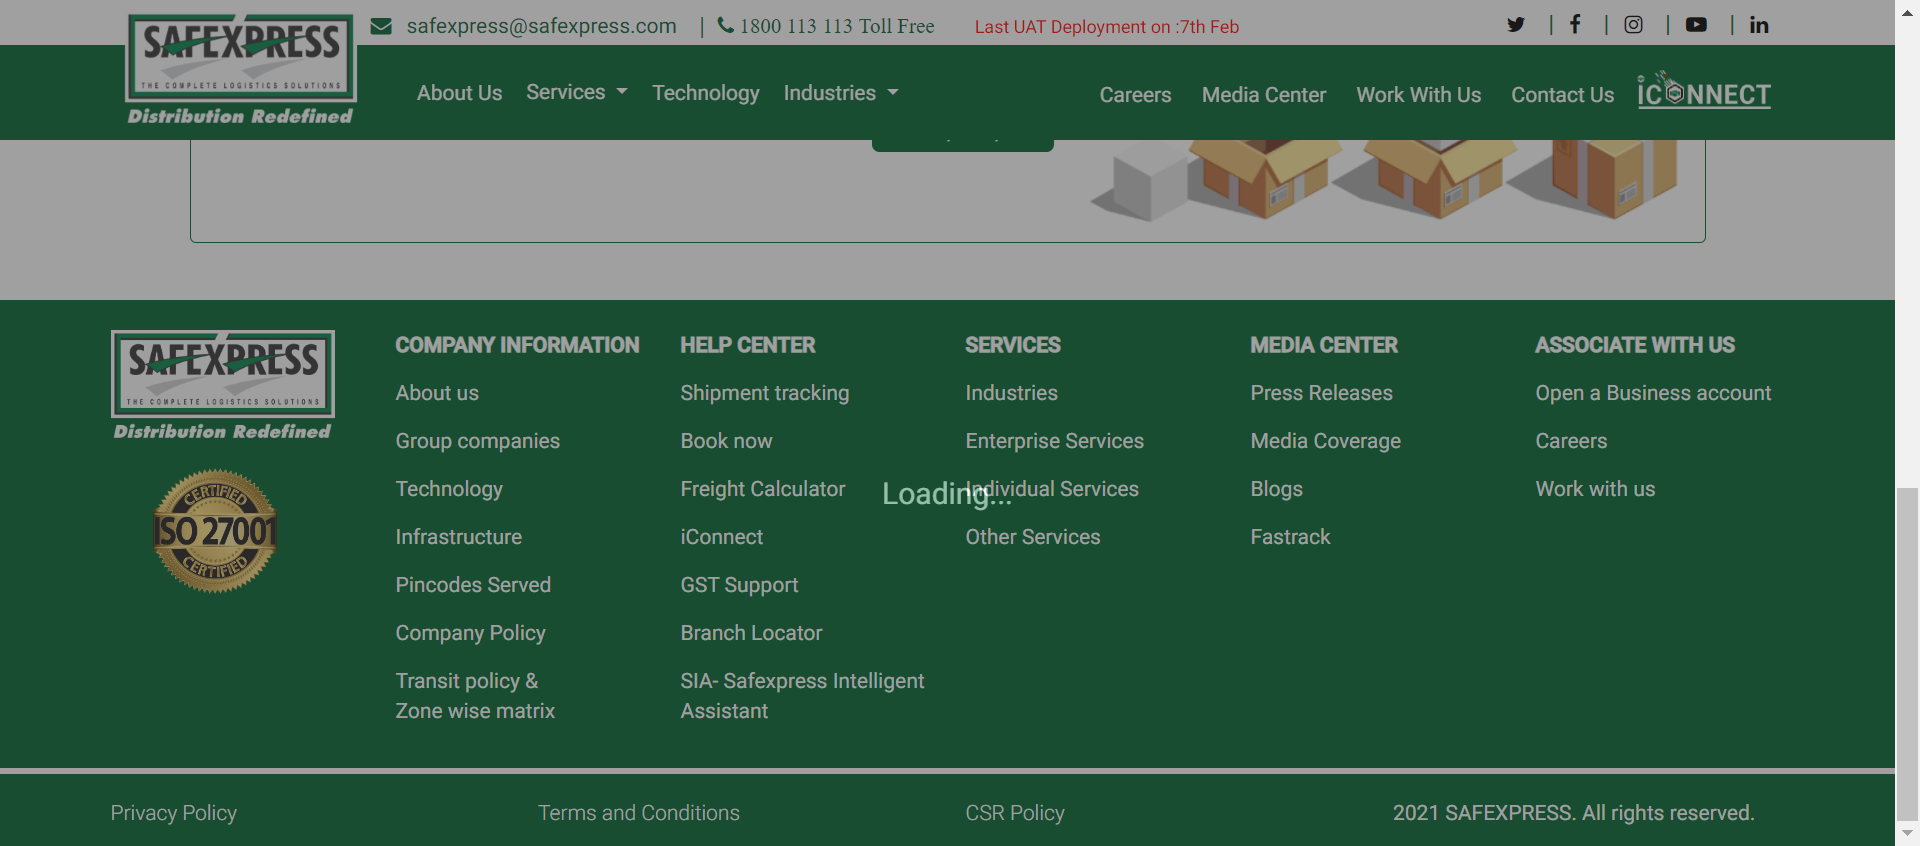 SAFEXPRESS
THE COMPLETE LOGISTICS SOLUTIONS
Distribution Redefined
safexpress@safexpress.com | 1800 113 113 Toll Free Last UAT Deployment on :7th Feb
About Us Services Technology Industries Careers Media Center Work With Us Contact Us iCONNECT
SAFEXPRESS
THE COMPLETE LOGISTICS SOLUTIONS
Distribution Redefined
CERTIFIED
ISO 27001
CERTIFIED
COMPANY INFORMATION
About us
Group companies
Technology
Infrastructure
Pincodes Served
Company Policy
Transit policy &
Zone wise matrix
HELP CENTER
Shipment tracking
Book now
Freight Calculator
iConnect
GST Support
Branch Locator
SIA- Safexpress Intelligent
Assistant
Loading...
SERVICES
Industries
Enterprise Services
Individual Services
Other Services
MEDIA CENTER
Press Releases
Media Coverage
Blogs
Fastrack
ASSOCIATE WITH US
Open a Business account
Careers
Work with us
Privacy Policy Terms and Conditions CSR Policy 2021 SAFEXPRESS. All rights reserved.